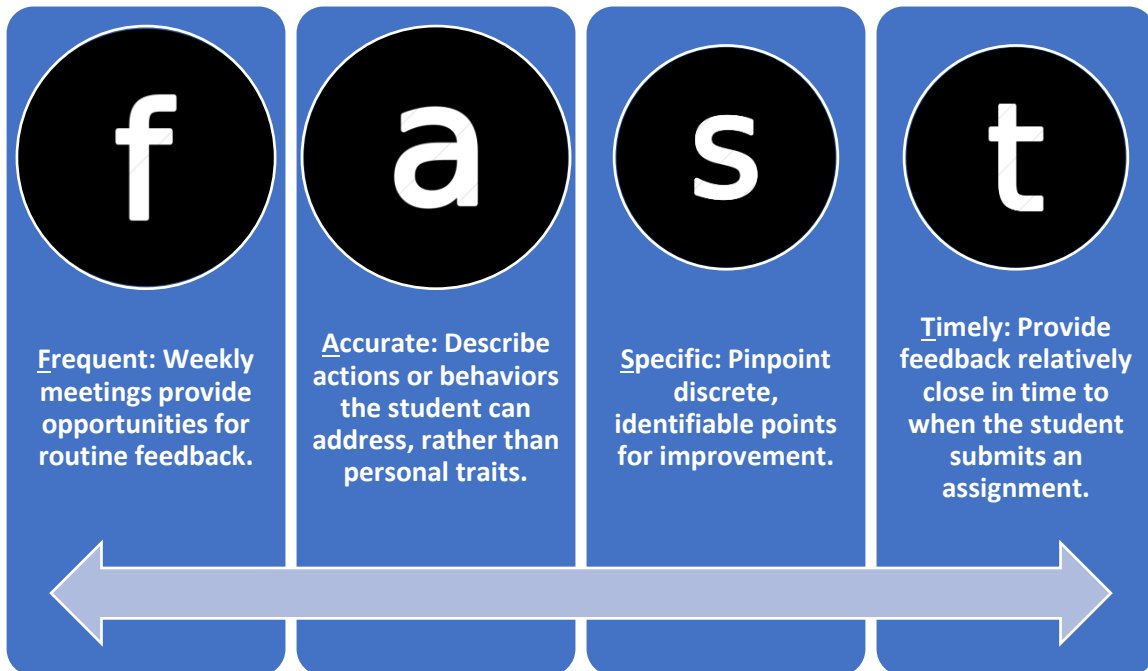 f
Frequent: Weekly
meetings provide
opportunities for
routine feedback.
a
Accurate: Describe
actions or behaviors
the student can
address, rather than
personal traits.
s
Specific: Pinpoint
discrete,
identifiable points
for improvement.
t
Timely: Provide
feedback relatively
close in time to
when the student
submits an
assignment.